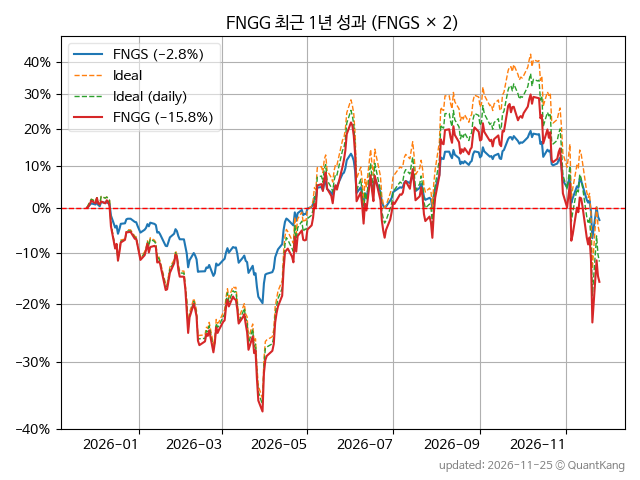 FNGG 최근 1년 성과 (FNGS × 2)
FNGS (−2.8%)
Ideal
Ideal (daily)
FNGG (−15.8%)
40%
30%
20%
10%
0%
−10%
−20%
−30%
−40%
2026-01
2026-03
2026-05
2026-07
2026-09
2026-11
updated: 2026-11-25 © QuantKang